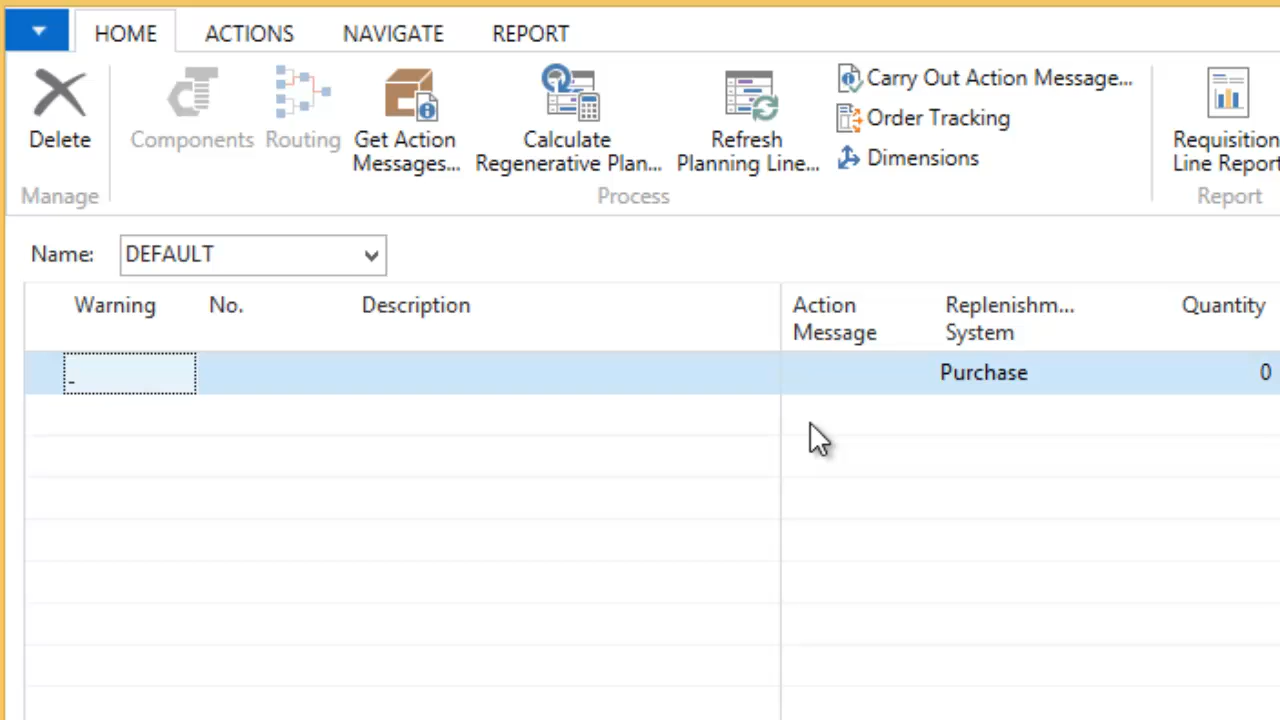 HOME ACTIONS NAVIGATE REPORT
Delete
Components
Routing
Get Action
Messages...
Calculate
Regenerative Plan...
Refresh
Planning Line...
Carry Out Action Message...
Order Tracking
Dimensions
Requisition
Line Report
Manage
Process
Report
Name: DEFAULT
Warning No. Description Action Message Replenishm... System Quantity
Purchase 0